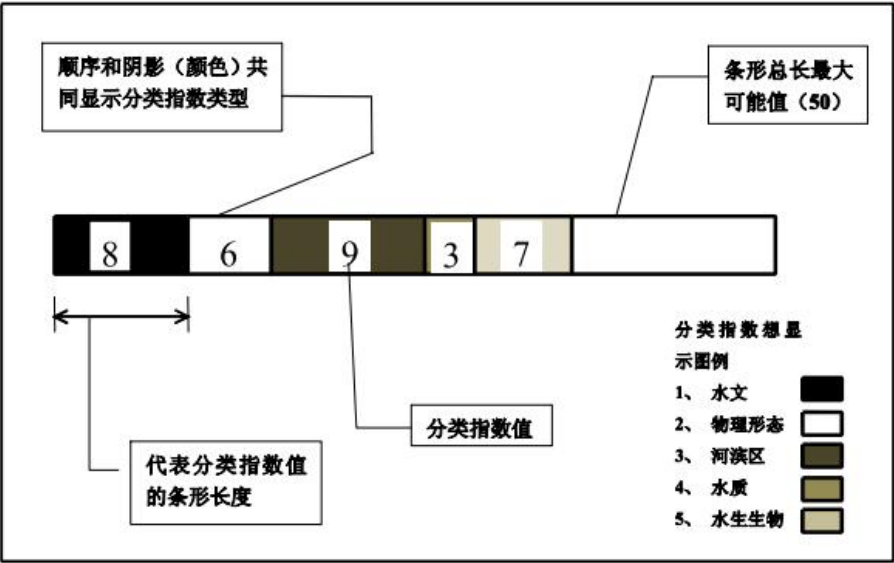 顺序和阴影（颜色）共
同显示分类指数类型
条形总长最大
可能值（50）
8 6 9 3 7
分类指数想显
示图例
1、 水文
2、 物理形态
3、 河滨区
4、 水质
5、 水生生物
分类指数值
代表分类指数值
的条形长度